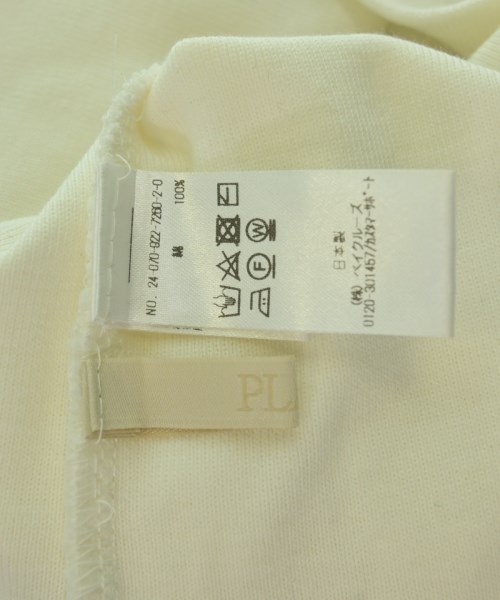 NO. 24-070-922-7260-2-0
綿 100%
F
W
日本製
(株) ベイクルーズ
0120-301457/カスタマーサポート
PL